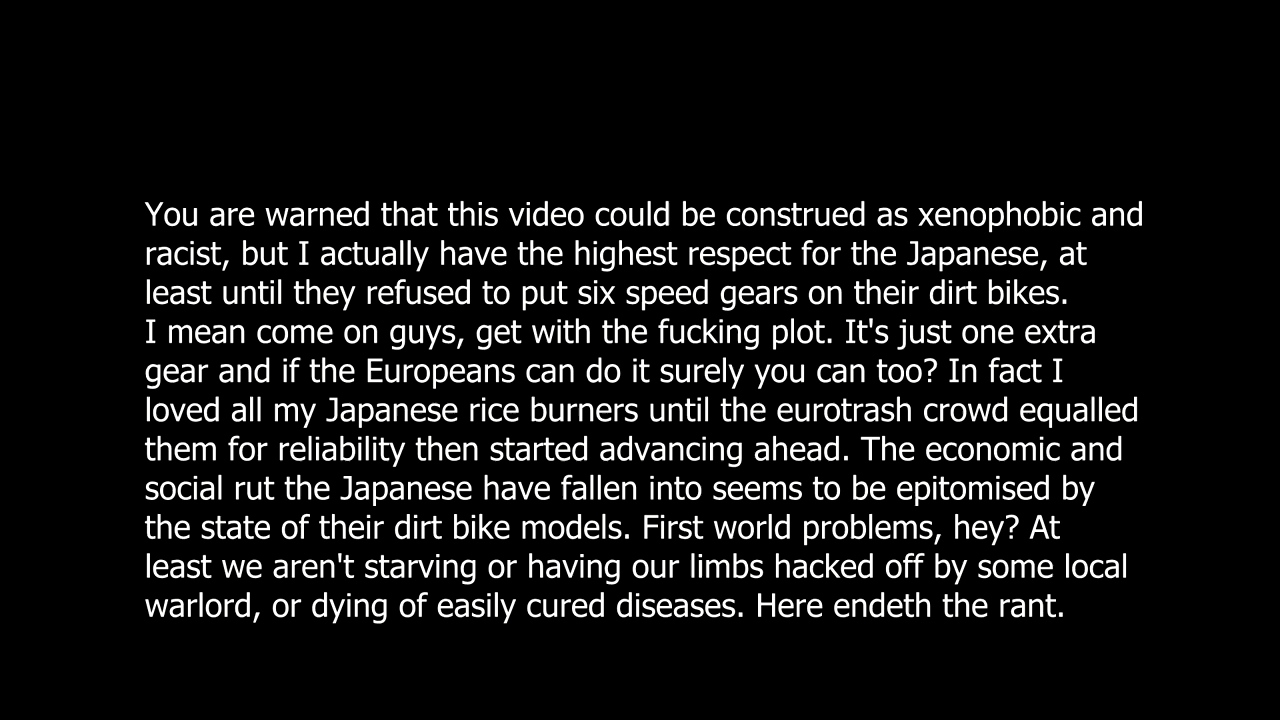 You are warned that this video could be construed as xenophobic and
racist, but I actually have the highest respect for the Japanese, at
least until they refused to put six speed gears on their dirt bikes.
I mean come on guys, get with the fucking plot. It's just one extra
gear and if the Europeans can do it surely you can too? In fact I
loved all my Japanese rice burners until the eurotrash crowd equalled
them for reliability then started advancing ahead. The economic and
social rut the Japanese have fallen into seems to be epitomised by
the state of their dirt bike models. First world problems, hey? At
least we aren't starving or having our limbs hacked off by some local
warlord, or dying of easily cured diseases. Here endeth the rant.